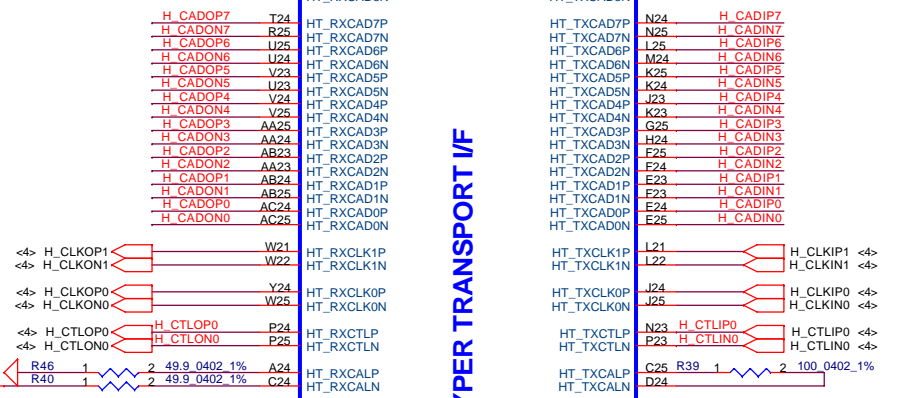 H_CADOP7 T24 HT_RXCAD7P HT_TXCAD7P N24 H_CADIP7
H_CADON7 R25 HT_RXCAD7N HT_TXCAD7N N25 H_CADIN7
H_CADOP6 U25 HT_RXCAD6P HT_TXCAD6P L25 H_CADIP6
H_CADON6 U24 HT_RXCAD6N HT_TXCAD6N M24 H_CADIN6
H_CADOP5 V23 HT_RXCAD5P HT_TXCAD5P K25 H_CADIP5
H_CADON5 U23 HT_RXCAD5N HT_TXCAD5N K24 H_CADIN5
H_CADOP4 V24 HT_RXCAD4P HT_TXCAD4P J23 H_CADIP4
H_CADON4 V25 HT_RXCAD4N HT_TXCAD4N K23 H_CADIN4
H_CADOP3 AA25 HT_RXCAD3P HT_TXCAD3P G25 H_CADIP3
H_CADON3 AA24 HT_RXCAD3N HT_TXCAD3N H24 H_CADIN3
H_CADOP2 AB23 HT_RXCAD2P HT_TXCAD2P F25 H_CADIP2
H_CADON2 AA23 HT_RXCAD2N HT_TXCAD2N F24 H_CADIN2
H_CADOP1 AB24 HT_RXCAD1P HT_TXCAD1P E23 H_CADIP1
H_CADON1 AB25 HT_RXCAD1N HT_TXCAD1N F23 H_CADIN1
H_CADOP0 AC24 HT_RXCAD0P HT_TXCAD0P E24 H_CADIP0
H_CADON0 AC25 HT_RXCAD0N HT_TXCAD0N E25 H_CADIN0
<4> H_CLKOP1 W21 HT_RXCLK1P HT_TXCLK1P L21 H_CLKIP1 <4>
<4> H_CLKON1 W22 HT_RXCLK1N HT_TXCLK1N L22 H_CLKIN1 <4>
<4> H_CLKOP0 Y24 HT_RXCLK0P HT_TXCLK0P J24 H_CLKIP0 <4>
<4> H_CLKON0 W25 HT_RXCLK0N HT_TXCLK0N J25 H_CLKIN0 <4>
<4> H_CTLOP0 H_CTLOP0 P24 HT_RXCTLP HT_TXCTLP N23 H_CTLIP0 H_CTLIP0 <4>
<4> H_CTLON0 H_CTLON0 P25 HT_RXCTLN HT_TXCTLN P23 H_CTLIN0 H_CTLIN0 <4>
R46 1 2 49.9_0402_1% A24 HT_RXCALP HT_TXCALP C25 R39 1 2 100_0402_1%
R40 1 2 49.9_0402_1% C24 HT_RXCALN HT_TXCALN D24
YPER TRANSPORT I/F